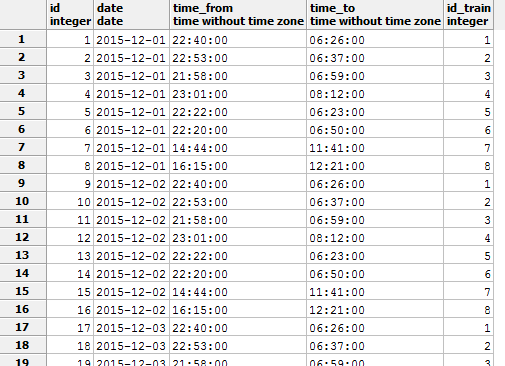 id date time_from time_to id_train
integer date time without time zone time without time zone integer
1 1 2015-12-01 22:40:00 06:26:00 1
2 2 2015-12-01 22:53:00 06:37:00 2
3 3 2015-12-01 21:58:00 06:59:00 3
4 4 2015-12-01 23:01:00 08:12:00 4
5 5 2015-12-01 22:22:00 06:23:00 5
6 6 2015-12-01 22:20:00 06:50:00 6
7 7 2015-12-01 14:44:00 11:41:00 7
8 8 2015-12-01 16:15:00 12:21:00 8
9 9 2015-12-02 22:40:00 06:26:00 1
10 10 2015-12-02 22:53:00 06:37:00 2
11 11 2015-12-02 21:58:00 06:59:00 3
12 12 2015-12-02 23:01:00 08:12:00 4
13 13 2015-12-02 22:22:00 06:23:00 5
14 14 2015-12-02 22:20:00 06:50:00 6
15 15 2015-12-02 14:44:00 11:41:00 7
16 16 2015-12-02 16:15:00 12:21:00 8
17 17 2015-12-03 22:40:00 06:26:00 1
18 18 2015-12-03 22:53:00 06:37:00 2
19 19 2015-12-03 21:58:00 06:59:00 3